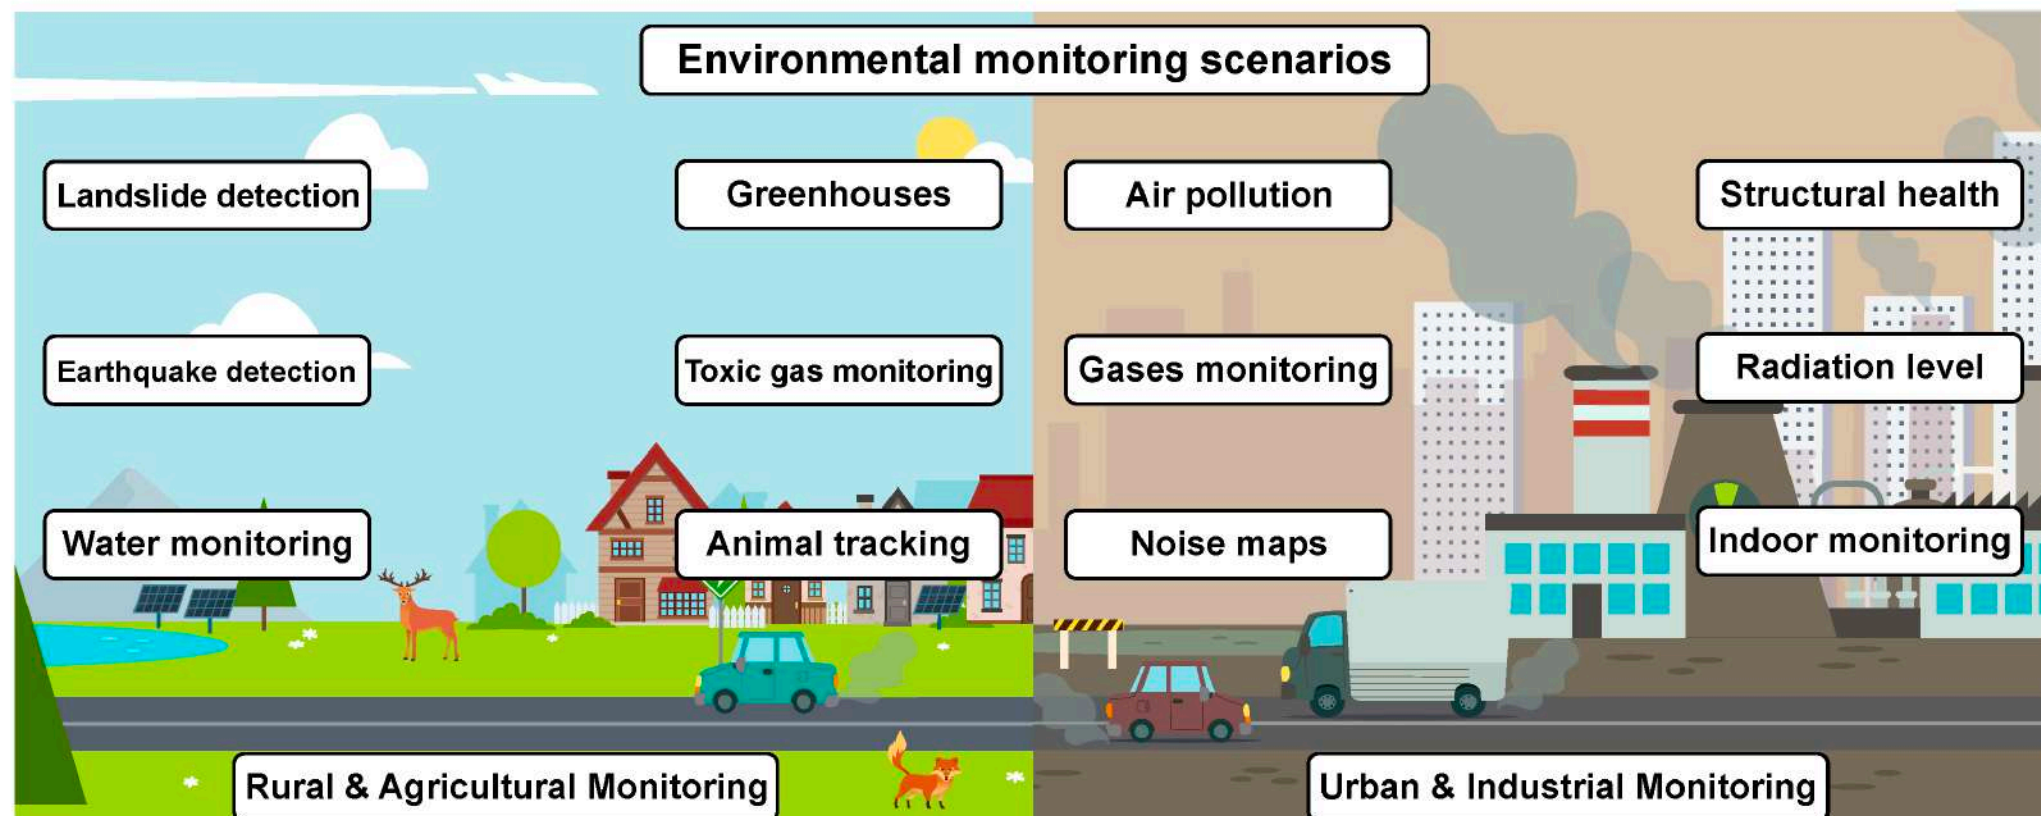 Environmental monitoring scenarios
Landslide detection
Greenhouses
Air pollution
Structural health
Earthquake detection
Toxic gas monitoring
Gases monitoring
Radiation level
Water monitoring
Animal tracking
Noise maps
Indoor monitoring
Rural & Agricultural Monitoring
Urban & Industrial Monitoring